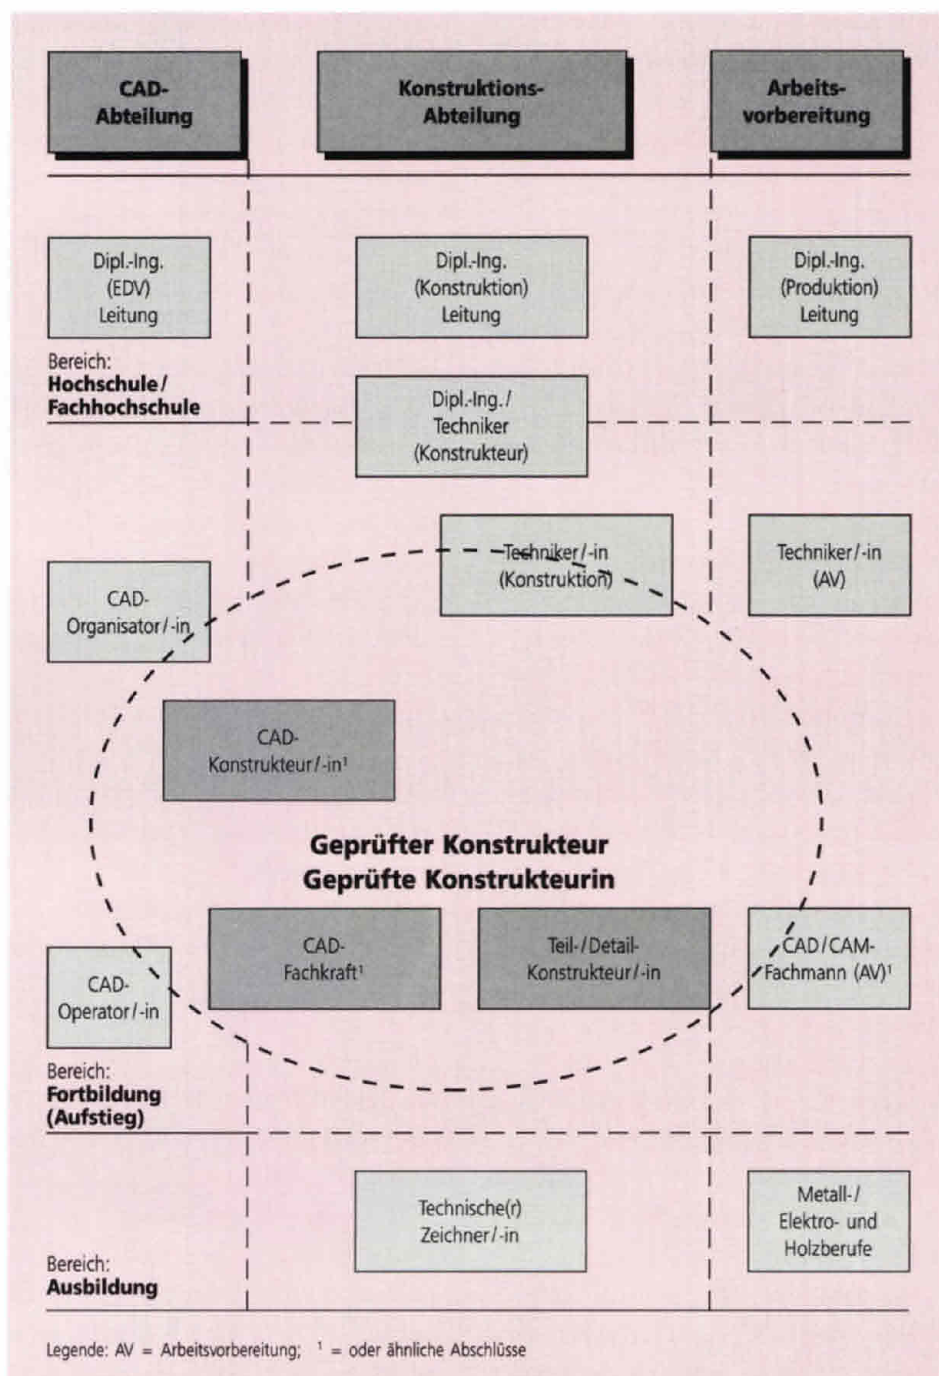 CAD-
Abteilung
Konstruktions-
Abteilung
Arbeits-
vorbereitung
Dipl.-Ing.
(EDV)
Leitung
Dipl.-Ing.
(Konstruktion)
Leitung
Dipl.-Ing.
(Produktion)
Leitung
Bereich:
Hochschule/
Fachhochschule
Dipl.-Ing./
Techniker
(Konstrukteur)
Techniker/-in
(Konstruktion)
Techniker/-in
(AV)
CAD-
Organisator/-in
CAD-
Konstrukteur/-in¹
Geprüfter Konstrukteur
Geprüfte Konstrukteurin
CAD-
Fachkraft¹
Teil-/Detail-
Konstrukteur/-in
CAD/CAM-
Fachmann (AV)¹
CAD-
Operator/-in
Bereich:
Fortbildung
(Aufstieg)
Technische(r)
Zeichner/-in
Metall-/
Elektro- und
Holzberufe
Bereich:
Ausbildung
Legende: AV = Arbeitsvorbereitung; ¹ = oder ähnliche Abschlüsse